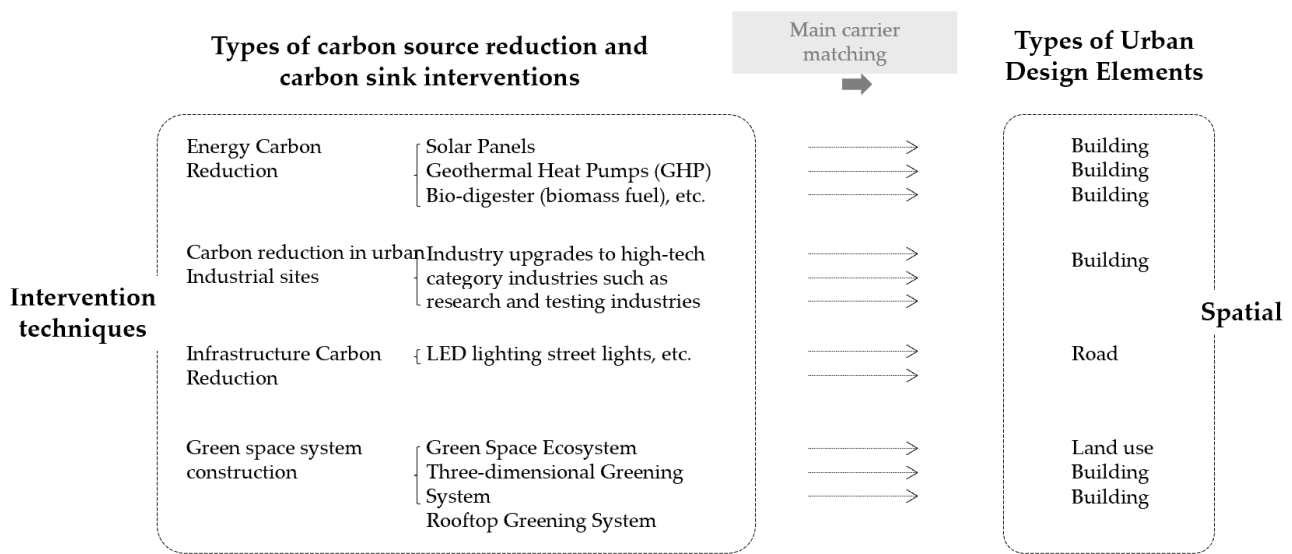 Types of carbon source reduction and
carbon sink interventions
Main carrier
matching
Types of Urban
Design Elements
Intervention
techniques
Energy Carbon
Reduction
Solar Panels
Geothermal Heat Pumps (GHP)
Bio-digester (biomass fuel), etc.
Building
Building
Building
Carbon reduction in urban
Industrial sites
Industry upgrades to high-tech
category industries such as
research and testing industries
Building
Infrastructure Carbon
Reduction
LED lighting street lights, etc.
Road
Green space system
construction
Green Space Ecosystem
Three-dimensional Greening
System
Rooftop Greening System
Land use
Building
Building
Spatial